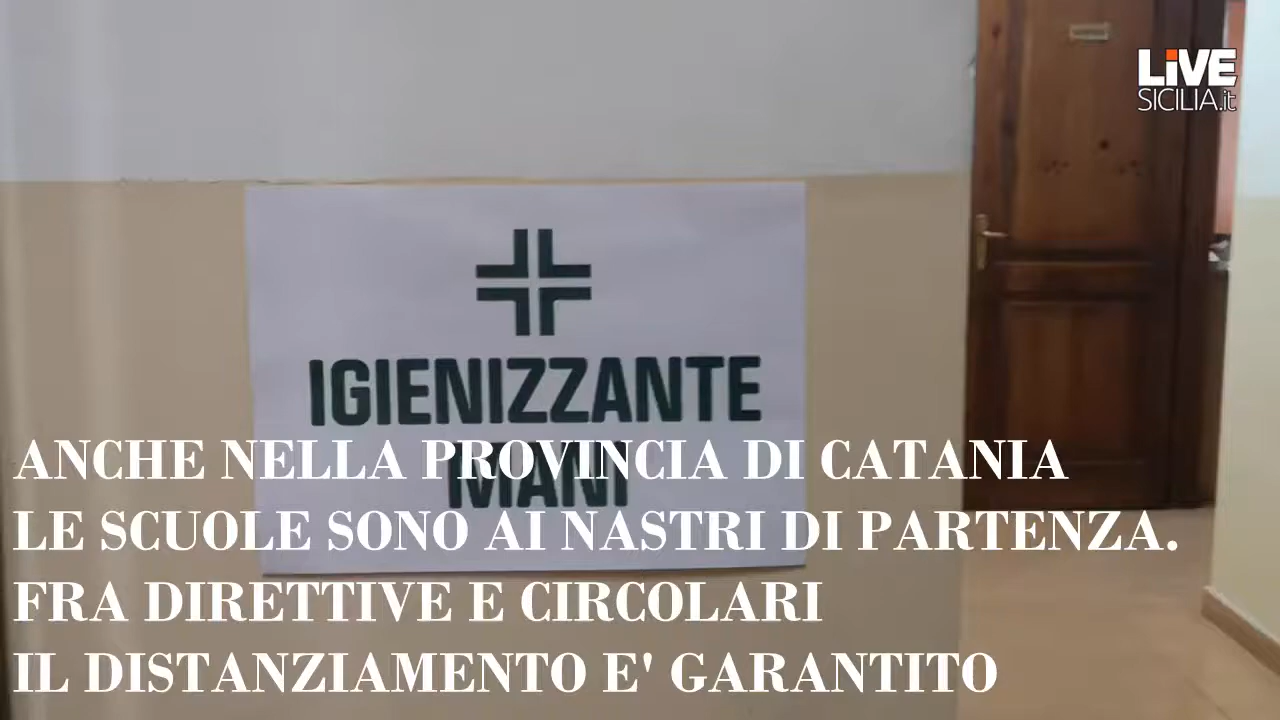 LiVE
SICILIA.it
IGIENIZZANTE
MANI
ANCHE NELLA PROVINCIA DI CATANIA
LE SCUOLE SONO AI NASTRI DI PARTENZA.
FRA DIRETTIVE E CIRCOLARI
IL DISTANZIAMENTO E' GARANTITO